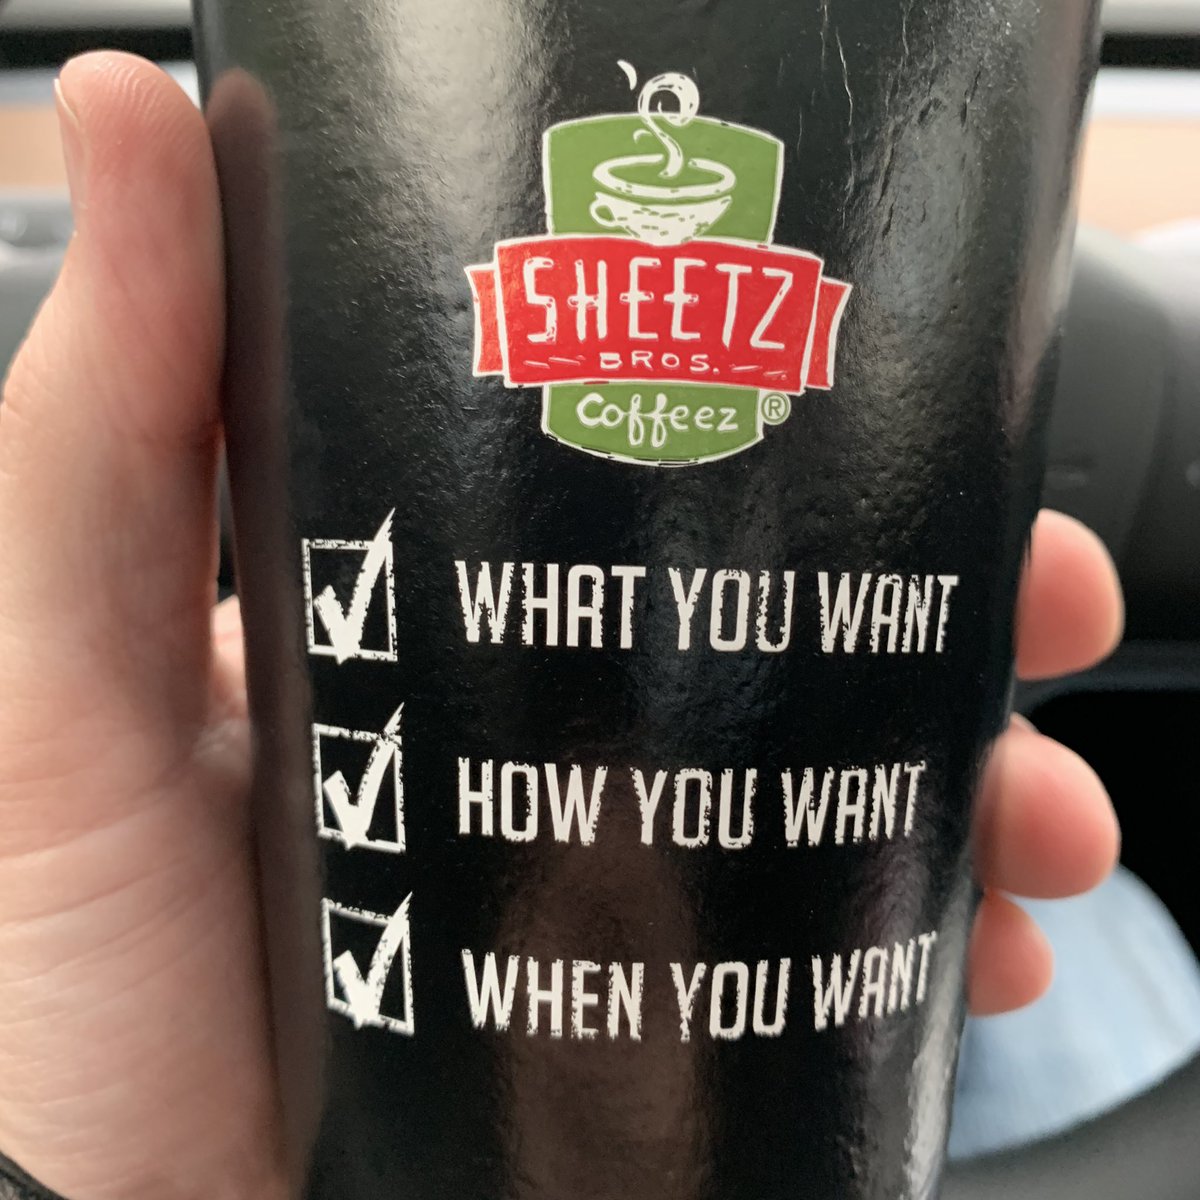 SHEETZ
BROS.
Coffeez ®
WHAT YOU WANT
HOW YOU WANT
WHEN YOU WANT